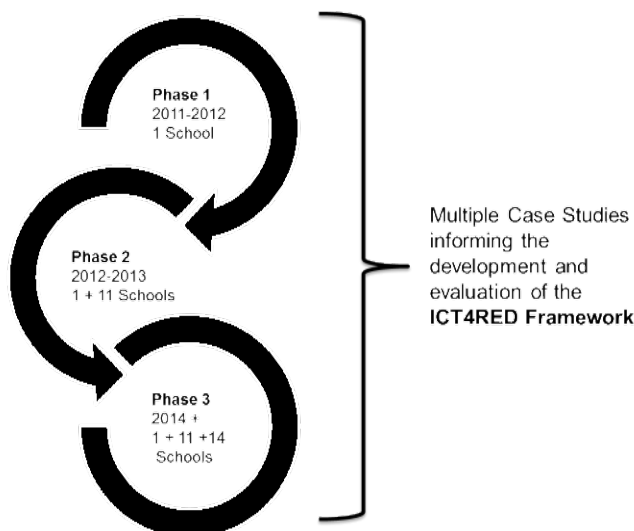 Phase 1
2011-2012
1 School
Phase 2
2012-2013
1 + 11 Schools
Phase 3
2014 +
1 + 11 +14
Schools
Multiple Case Studies
informing the
development and
evaluation of the
ICT4RED Framework